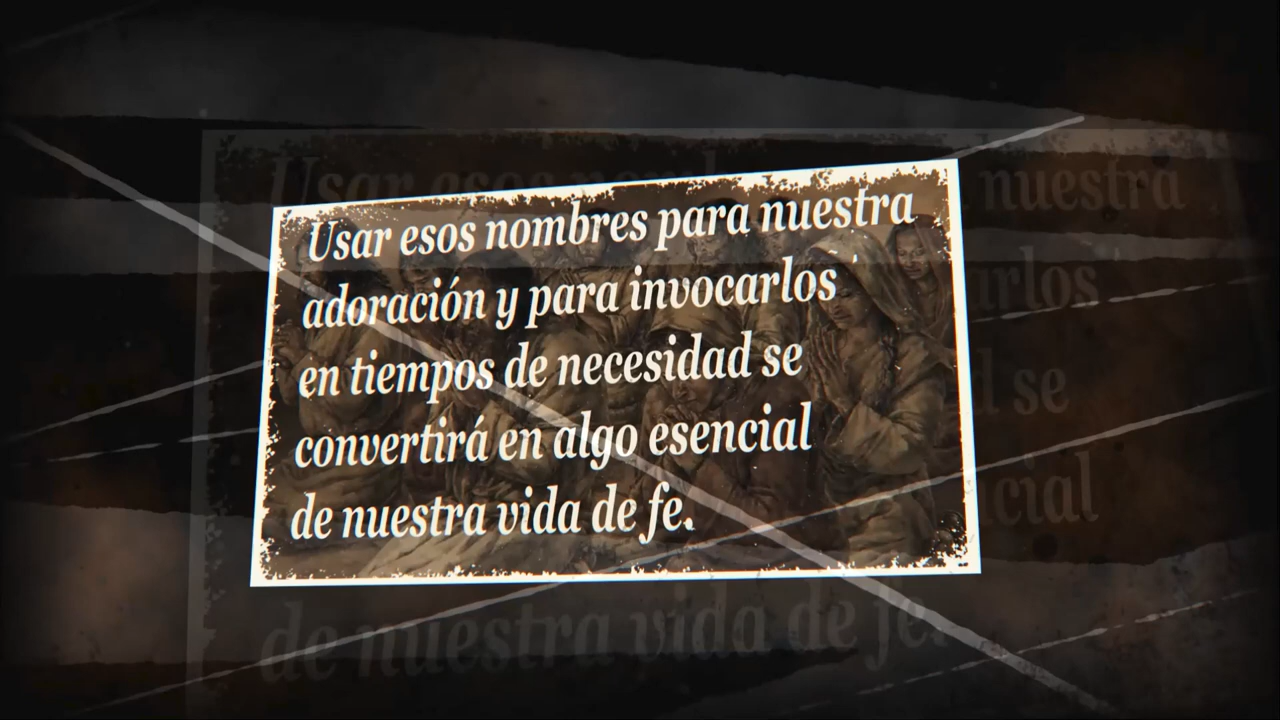 Usar esos nombres para nuestra
adoración y para invocarlos
en tiempos de necesidad se
convertirá en algo esencial
de nuestra vida de fe.